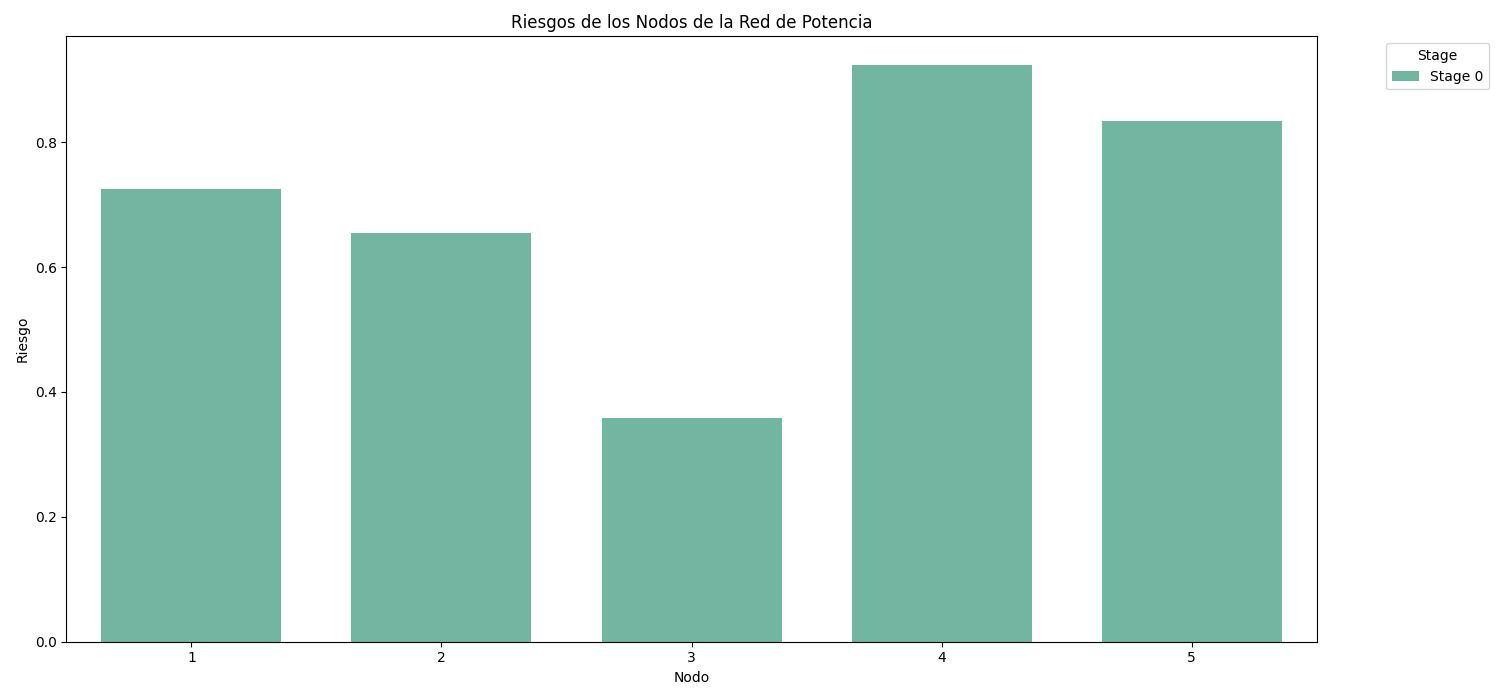 Riesgos de los Nodos de la Red de Potencia
Stage
Stage 0
0.8
0.6
0.4
0.2
0.0
Riesgo
1 2 3 4 5
Nodo